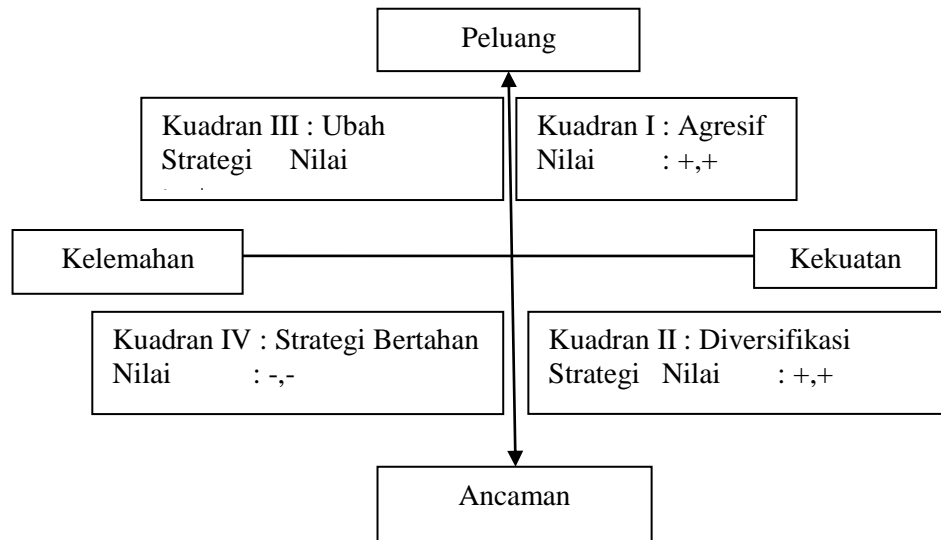 Peluang
Kuadran III : Ubah
Strategi Nilai
Kuadran I : Agresif
Nilai : +,+
Kelemahan
Kekuatan
Kuadran IV : Strategi Bertahan
Nilai : -,-
Kuadran II : Diversifikasi
Strategi Nilai : +,+
Ancaman